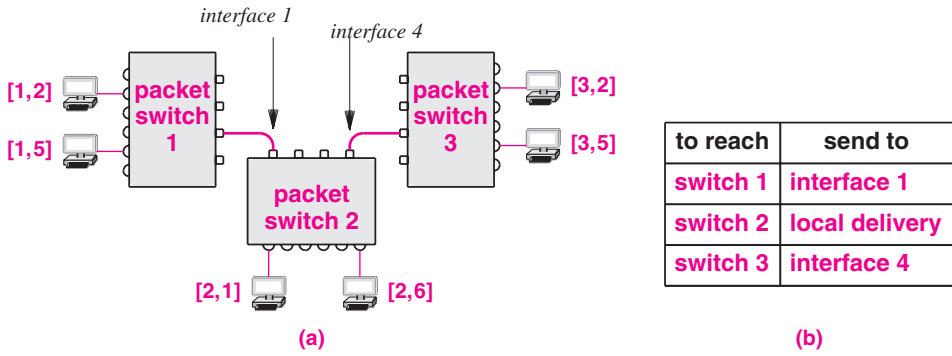 interface 1
interface 4
[1,2]
packet
switch
1
[1,5]
packet
switch
3
[3,2]
[3,5]
packet
switch 2
[2,1]
[2,6]
(a)
to reach send to
switch 1 interface 1
switch 2 local delivery
switch 3 interface 4
(b)